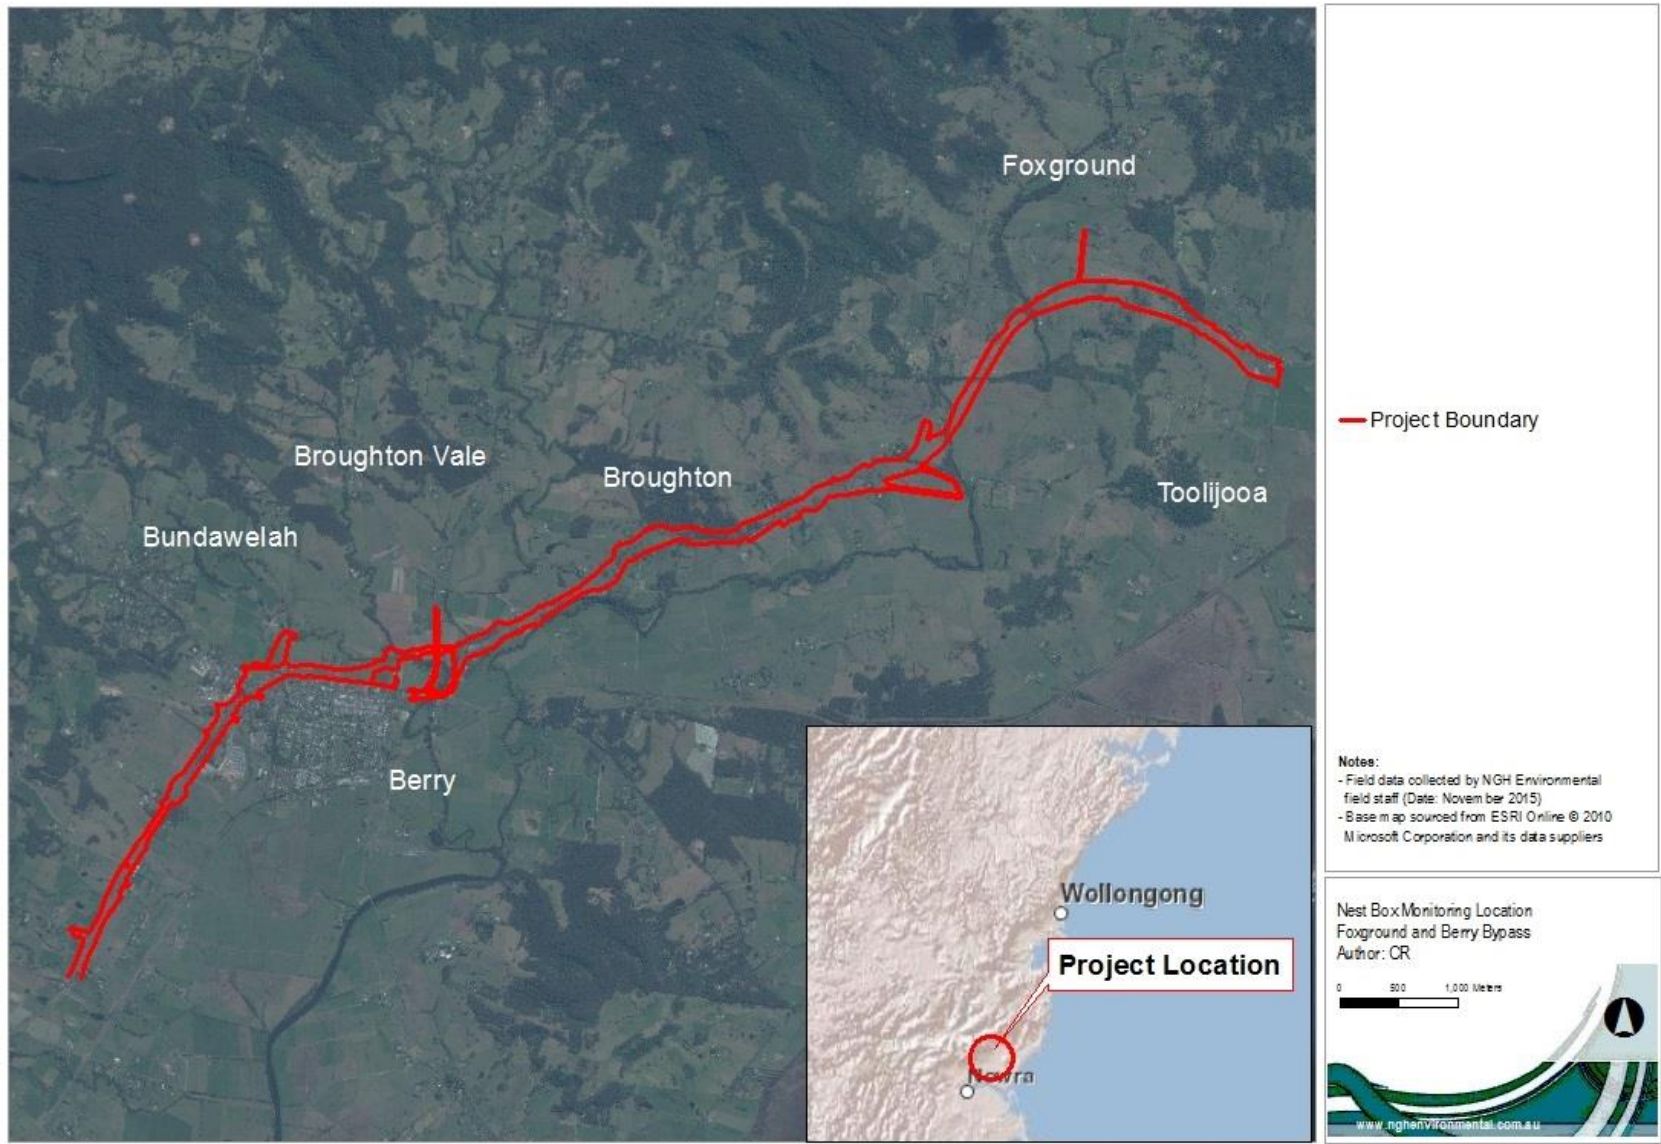 Foxground
Broughton Vale
Broughton
Toolijooa
Bundawelah
Berry
Wollongong
Project Location
Nowra
Project Boundary
Notes:
- Field data collected by NGH Environmental
field staff (Date: November 2015)
- Base map sourced from ESRI Online © 2010
Microsoft Corporation and its data suppliers
Nest Box Monitoring Location
Foxground and Berry Bypass
Author: CR
0 500 1,000 Meters
www.nghenvironmental.com.au